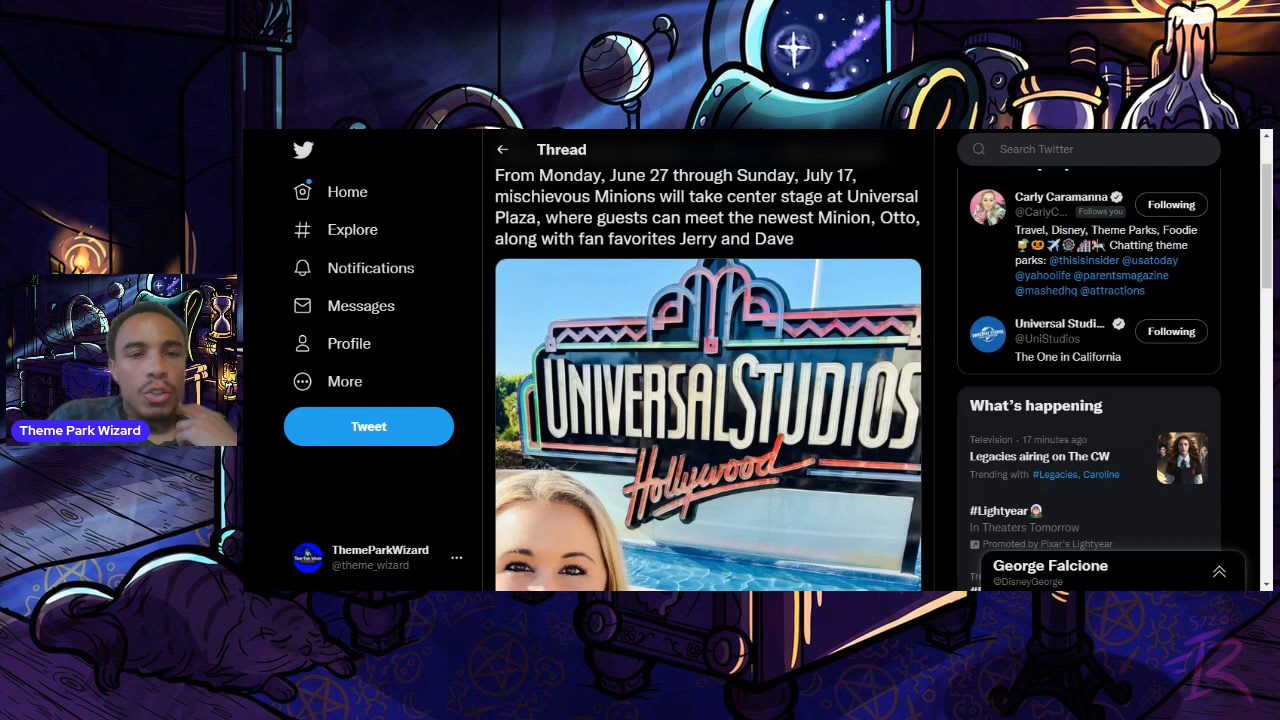 Thread
From Monday, June 27 through Sunday, July 17,
mischievous Minions will take center stage at Universal
Plaza, where guests can meet the newest Minion, Otto,
along with fan favorites Jerry and Dave
UNIVERSAL STUDIOS
Hollywood
Home
Explore
Notifications
Messages
Profile
More
Tweet
ThemeParkWizard
@theme_wizard
Theme Park Wizard
Search Twitter
Carly Caramanna
@CarlyC... Follows you
Following
Travel, Disney, Theme Parks, Foodie
Chatting theme
parks: @thisisinsider @usatoday
@yahoolife @parentsmagazine
@mashedhq @attractions
Universal Studi...
@UniStudios
Following
The One in California
What's happening
Television · 17 minutes ago
Legacies airing on The CW
Trending with #Legacies, Caroline
#Lightyear
In Theaters Tomorrow
Promoted by Pixar's Lightyear
George Falcione
@DisneyGeorge